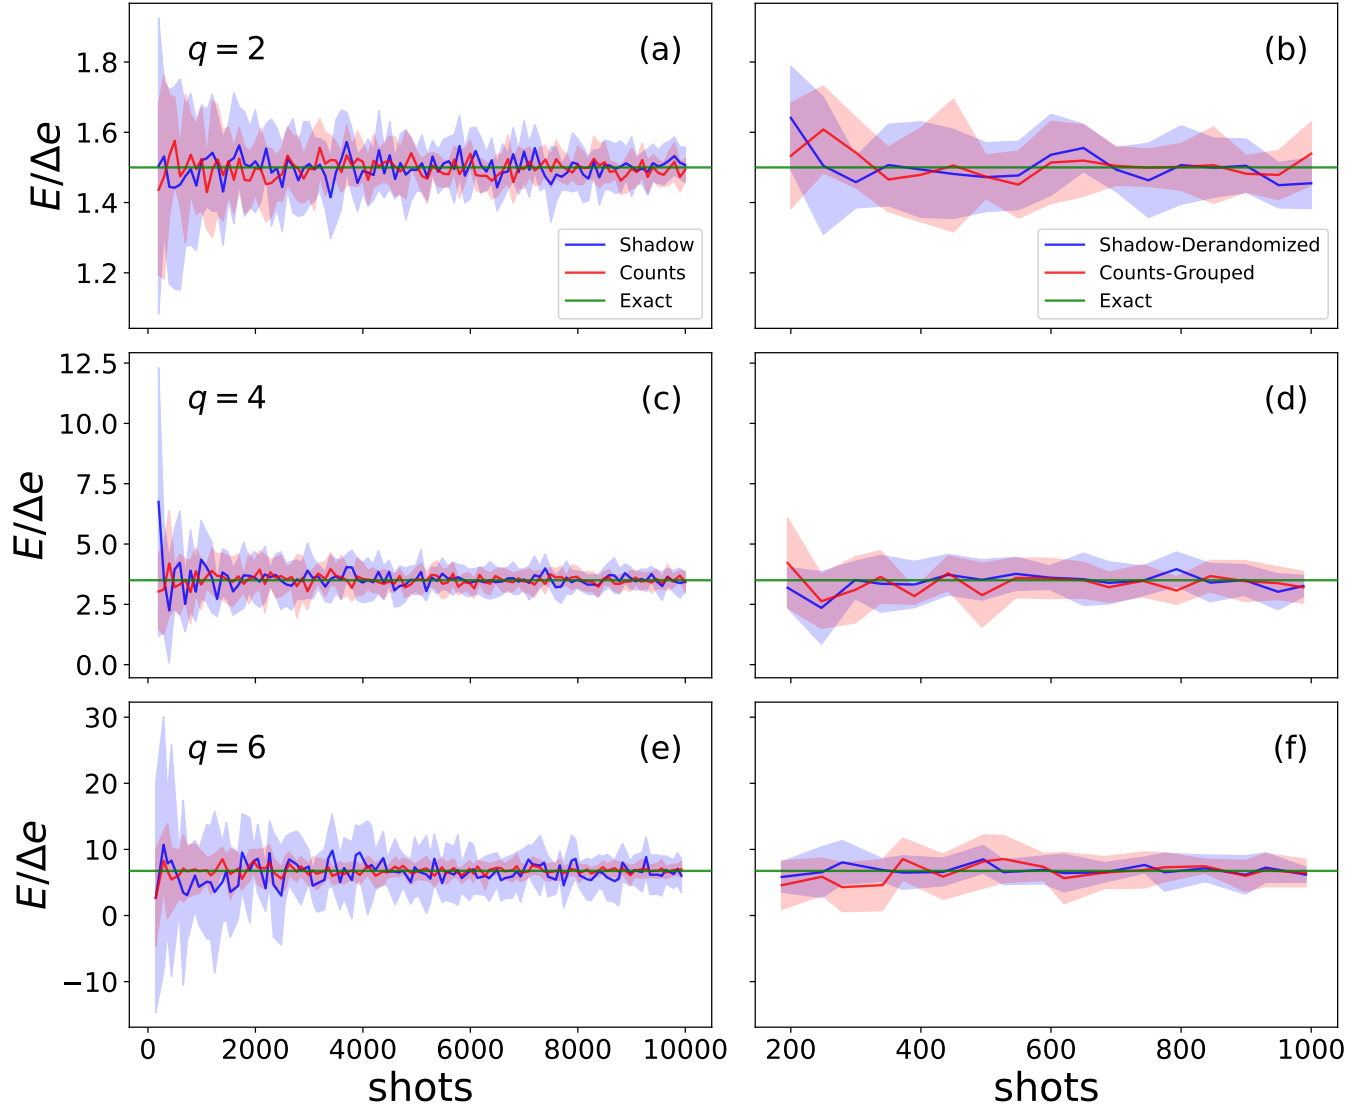 q = 2
(a)
(b)
E/Δe
1.8
1.6
1.4
1.2
Shadow
Counts
Exact
Shadow-Derandomized
Counts-Grouped
Exact
q = 4
(c)
(d)
E/Δe
12.5
10.0
7.5
5.0
2.5
0.0
q = 6
(e)
(f)
E/Δe
30
20
10
0
−10
0 2000 4000 6000 8000 10000
200 400 600 800 1000
shots
shots